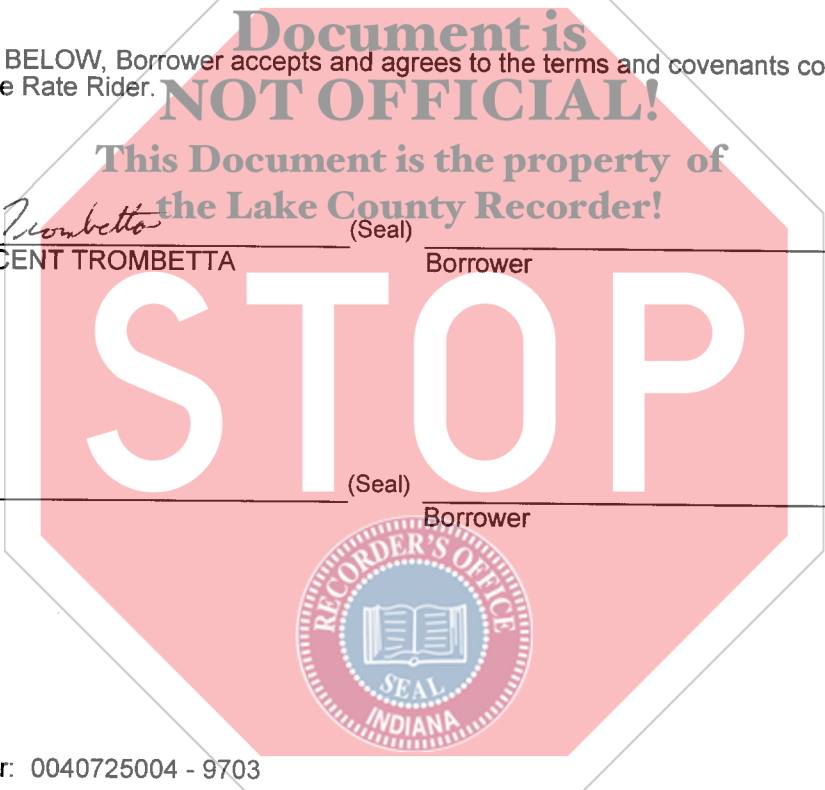 Document is
BELOW, Borrower accepts and agrees to the terms and covenants co
e Rate Rider.
NOT OFFICIAL!
This Document is the property of
the Lake County Recorder!
Trombetta
(Seal)
CENT TROMBETTA
Borrower
STOP
(Seal)
Borrower
RECORDER'S OFFICE
SEAL
INDIANA
r: 0040725004 - 9703